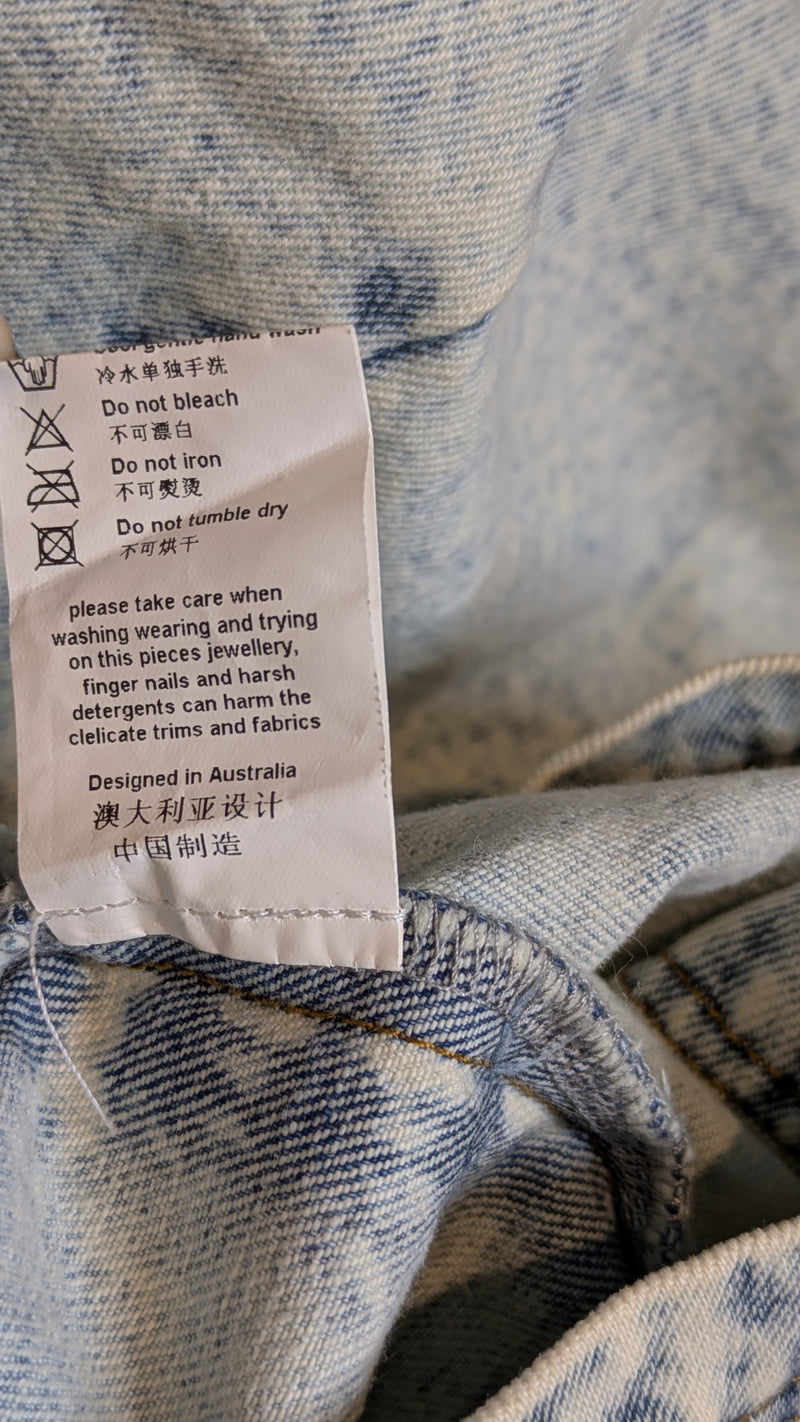 gentle hand wash
冷水单独手洗
Do not bleach
不可漂白
Do not iron
不可熨烫
Do not tumble dry
不可烘干
please take care when
washing wearing and trying
on this pieces jewellery,
finger nails and harsh
detergents can harm the
clelicate trims and fabrics
Designed in Australia
澳大利亚设计
中国制造